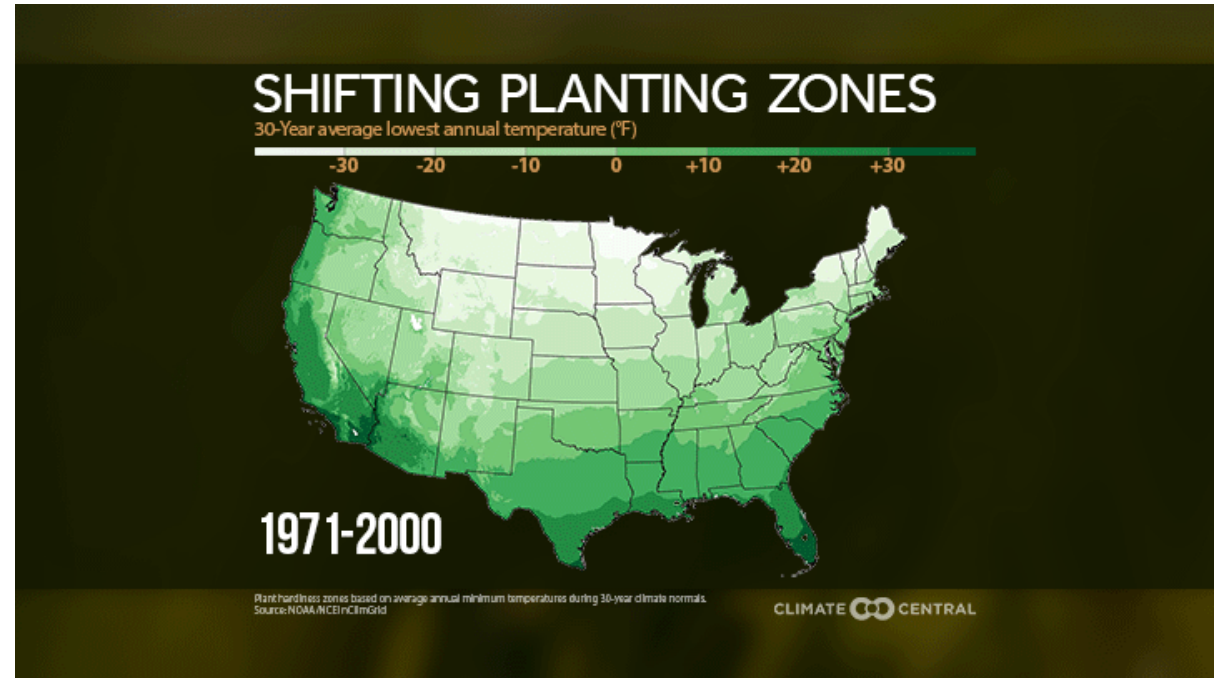 SHIFTING PLANTING ZONES
30-Year average lowest annual temperature (°F)
-30 -20 -10 0 +10 +20 +30
1971-2000
Plant hardiness zones based on average annual minimum temperatures during 30-year climate normals.
Source: NOAA/NCEI nClimGrid
CLIMATE CENTRAL